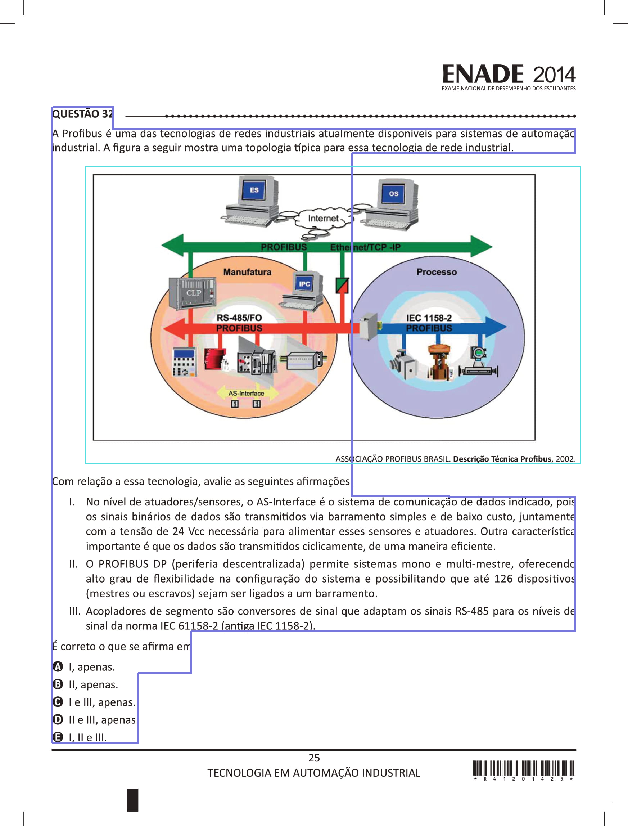 ENADE 2014
EXAME NACIONAL DE DESEMPENHO DOS ESTUDANTES
QUESTÃO 32
A Profibus é uma das tecnologias de redes industriais atualmente disponíveis para sistemas de automação
industrial. A figura a seguir mostra uma topologia típica para essa tecnologia de rede industrial.
ES
OS
Internet
PROFIBUS Ethernet/TCP -IP
Manufatura
Processo
CLP
IPC
RS-485/FO
PROFIBUS
IEC 1158-2
PROFIBUS
AS-Interface
ASSOCIAÇÃO PROFIBUS BRASIL. Descrição Técnica Profibus, 2002.
Com relação a essa tecnologia, avalie as seguintes afirmações
I. No nível de atuadores/sensores, o AS-Interface é o sistema de comunicação de dados indicado, pois
os sinais binários de dados são transmitidos via barramento simples e de baixo custo, juntamente
com a tensão de 24 Vcc necessária para alimentar esses sensores e atuadores. Outra característica
importante é que os dados são transmitidos ciclicamente, de uma maneira eficiente.
II. O PROFIBUS DP (periferia descentralizada) permite sistemas mono e multi-mestre, oferecendo
alto grau de flexibilidade na configuração do sistema e possibilitando que até 126 dispositivos
(mestres ou escravos) sejam ser ligados a um barramento.
III. Acopladores de segmento são conversores de sinal que adaptam os sinais RS-485 para os níveis de
sinal da norma IEC 61158-2 (antiga IEC 1158-2).
É correto o que se afirma em
A I, apenas.
B II, apenas.
C I e III, apenas.
D II e III, apenas
E I, II e III.
25
TECNOLOGIA EM AUTOMAÇÃO INDUSTRIAL